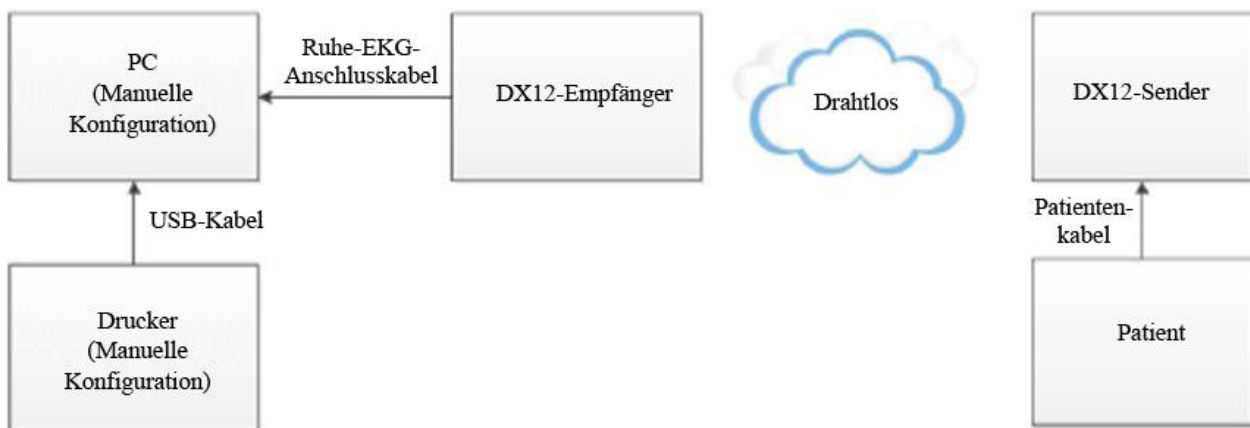 PC
(Manuelle
Konfiguration)
Ruhe-EKG-
Anschlusskabel
DX12-Empfänger
Drahtlos
DX12-Sender
USB-Kabel
Patienten-
kabel
Drucker
(Manuelle
Konfiguration)
Patient